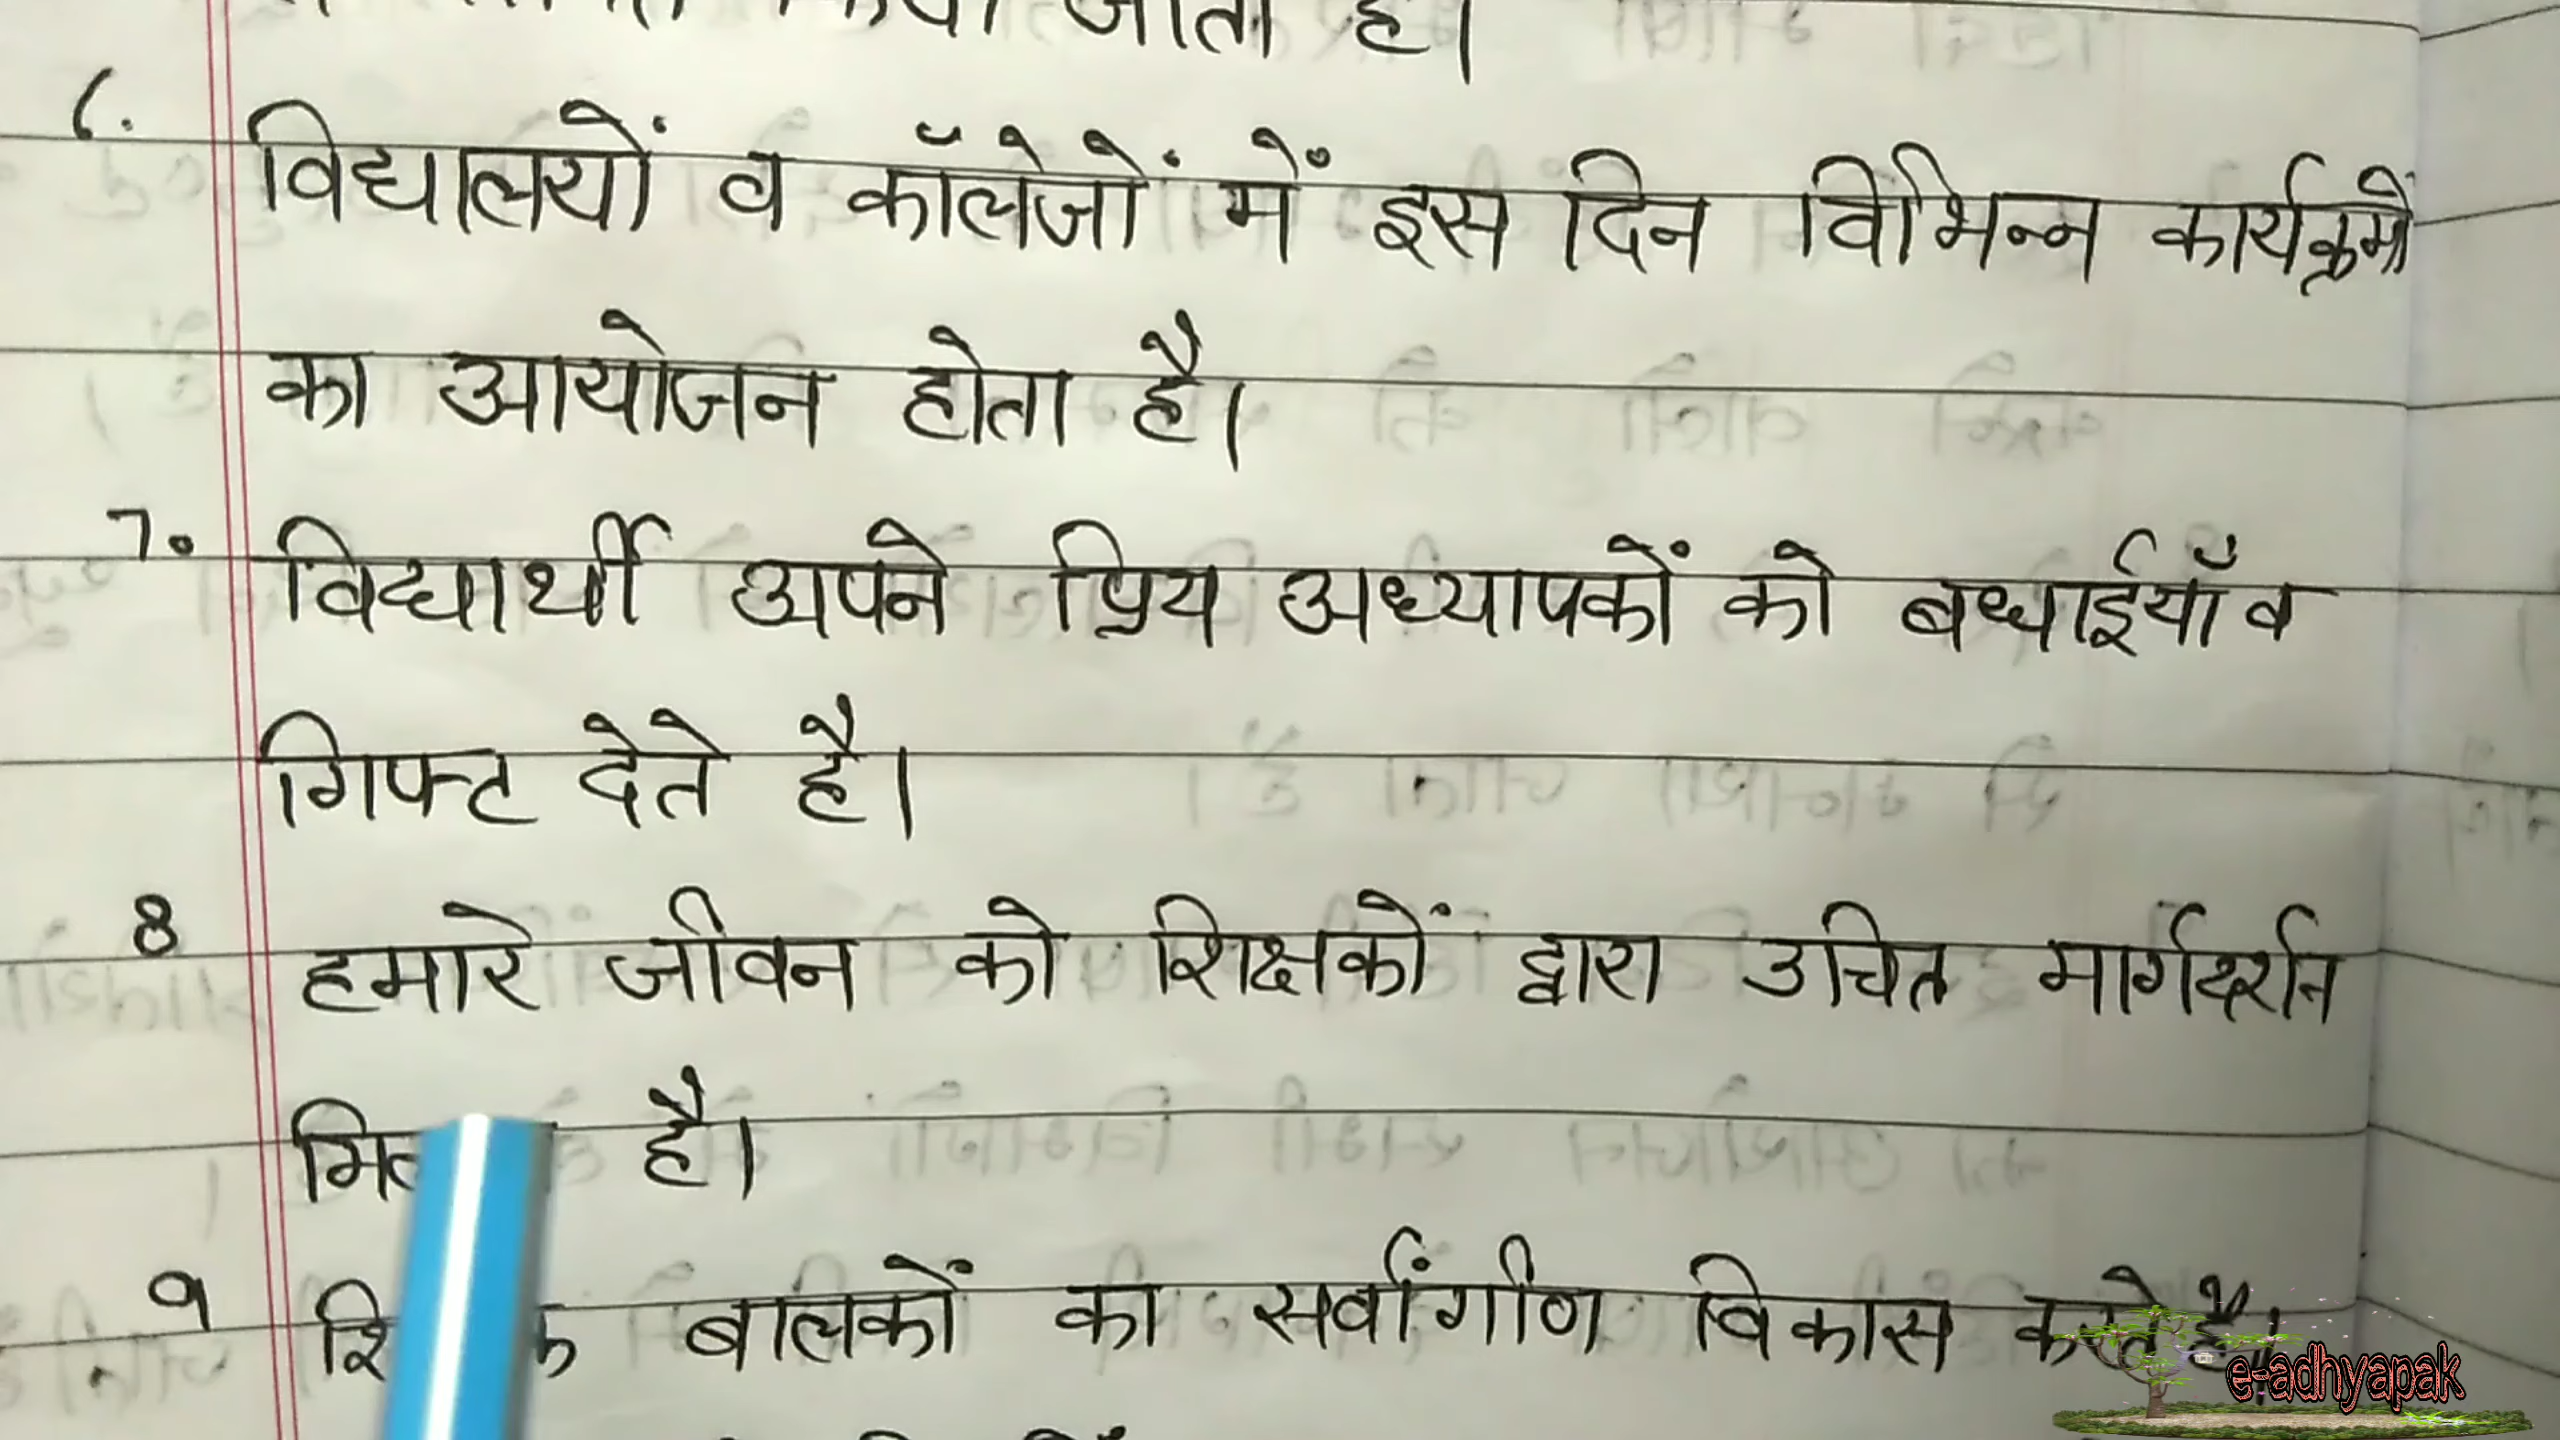 जाता है।
6. विद्यालयों व कॉलेजों में इस दिन विभिन्न कार्यक्रमों
का आयोजन होता है।
7. विद्यार्थी अपने प्रिय अध्यापकों को बधाईयाँ व
गिफ्ट देते है।
8 हमारे जीवन को शिक्षकों द्वारा उचित मार्गदर्शन
है।
9 बालकों का सर्वांगीण विकास करते हैं।
e-adhyapak